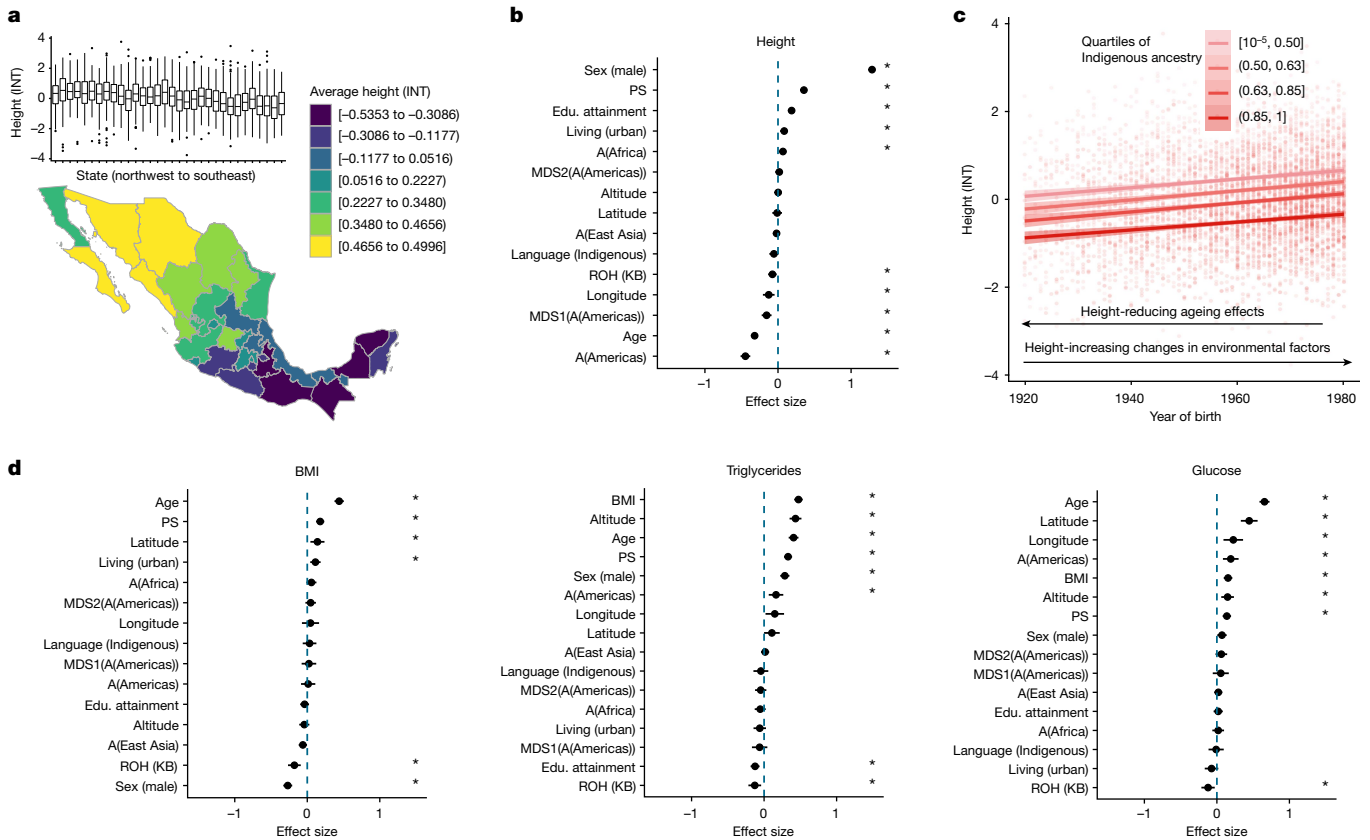 a
Height (INT)
4
2
0
−2
−4
State (northwest to southeast)
Average height (INT)
[−0.5353 to −0.3086]
[−0.3086 to −0.1177]
[−0.1177 to 0.0516]
[0.0516 to 0.2227]
[0.2227 to 0.3480]
[0.3480 to 0.4656]
[0.4656 to 0.4996]
b
Height
Sex (male) *
PS *
Edu. attainment *
Living (urban) *
A(Africa) *
MDS2(A(Americas))
Altitude
Latitude
A(East Asia)
Language (Indigenous)
ROH (KB) *
Longitude *
MDS1(A(Americas)) *
Age *
A(Americas) *
−1 0 1
Effect size
c
Height (INT)
4
2
0
−2
−4
Quartiles of
Indigenous ancestry
[10⁻⁵, 0.50]
(0.50, 0.63]
(0.63, 0.85]
(0.85, 1]
Height-reducing ageing effects
Height-increasing changes in environmental factors
1920 1940 1960 1980
Year of birth
d
BMI
Age *
PS *
Latitude *
Living (urban) *
A(Africa)
MDS2(A(Americas))
Longitude
Language (Indigenous)
MDS1(A(Americas))
A(Americas)
Edu. attainment
Altitude
A(East Asia)
ROH (KB) *
Sex (male) *
−1 0 1
Effect size
Triglycerides
BMI *
Altitude *
Age *
PS *
Sex (male) *
A(Americas) *
Longitude
Latitude
A(East Asia)
Language (Indigenous)
MDS2(A(Americas))
A(Africa)
Living (urban)
MDS1(A(Americas))
Edu. attainment *
ROH (KB) *
−1 0 1
Effect size
Glucose
Age *
Latitude *
Longitude *
A(Americas) *
BMI *
Altitude *
PS *
Sex (male)
MDS2(A(Americas))
MDS1(A(Americas))
A(East Asia)
Edu. attainment
A(Africa)
Language (Indigenous)
Living (urban)
ROH (KB) *
−1 0 1
Effect size